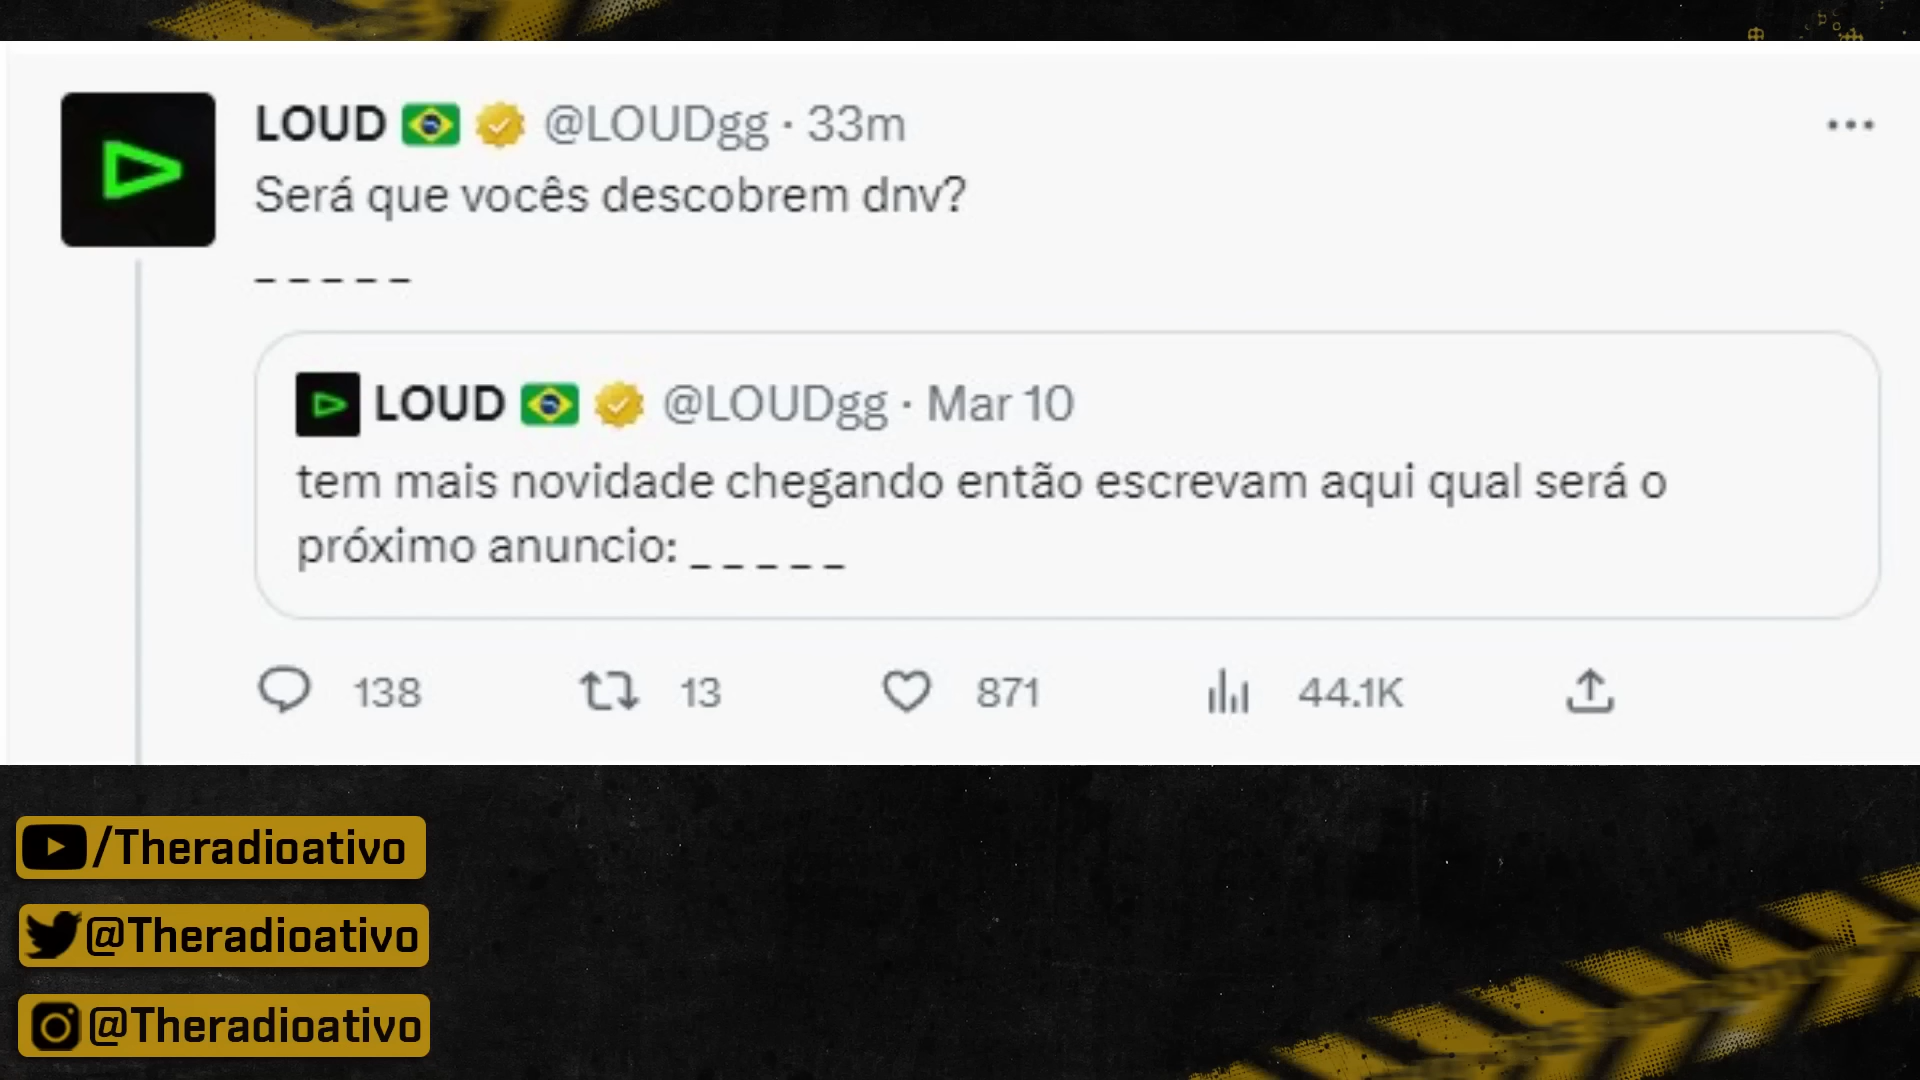 LOUD 🇧🇷 @LOUDgg · 33m
Será que vocês descobrem dnv?
_ _ _ _ _
LOUD 🇧🇷 @LOUDgg · Mar 10
tem mais novidade chegando então escrevam aqui qual será o
próximo anuncio: _ _ _ _ _
138 13 871 44.1K
/Theradioativo
@Theradioativo
@Theradioativo